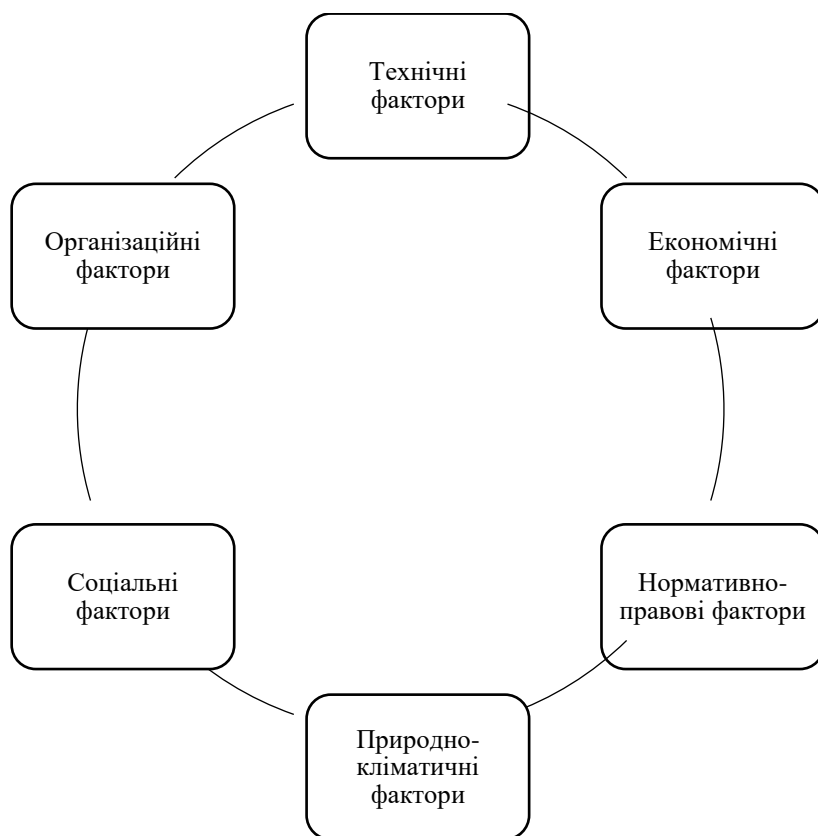 Технічні
фактори
Економічні
фактори
Нормативно-
правові фактори
Природно-
кліматичні
фактори
Соціальні
фактори
Організаційні
фактори